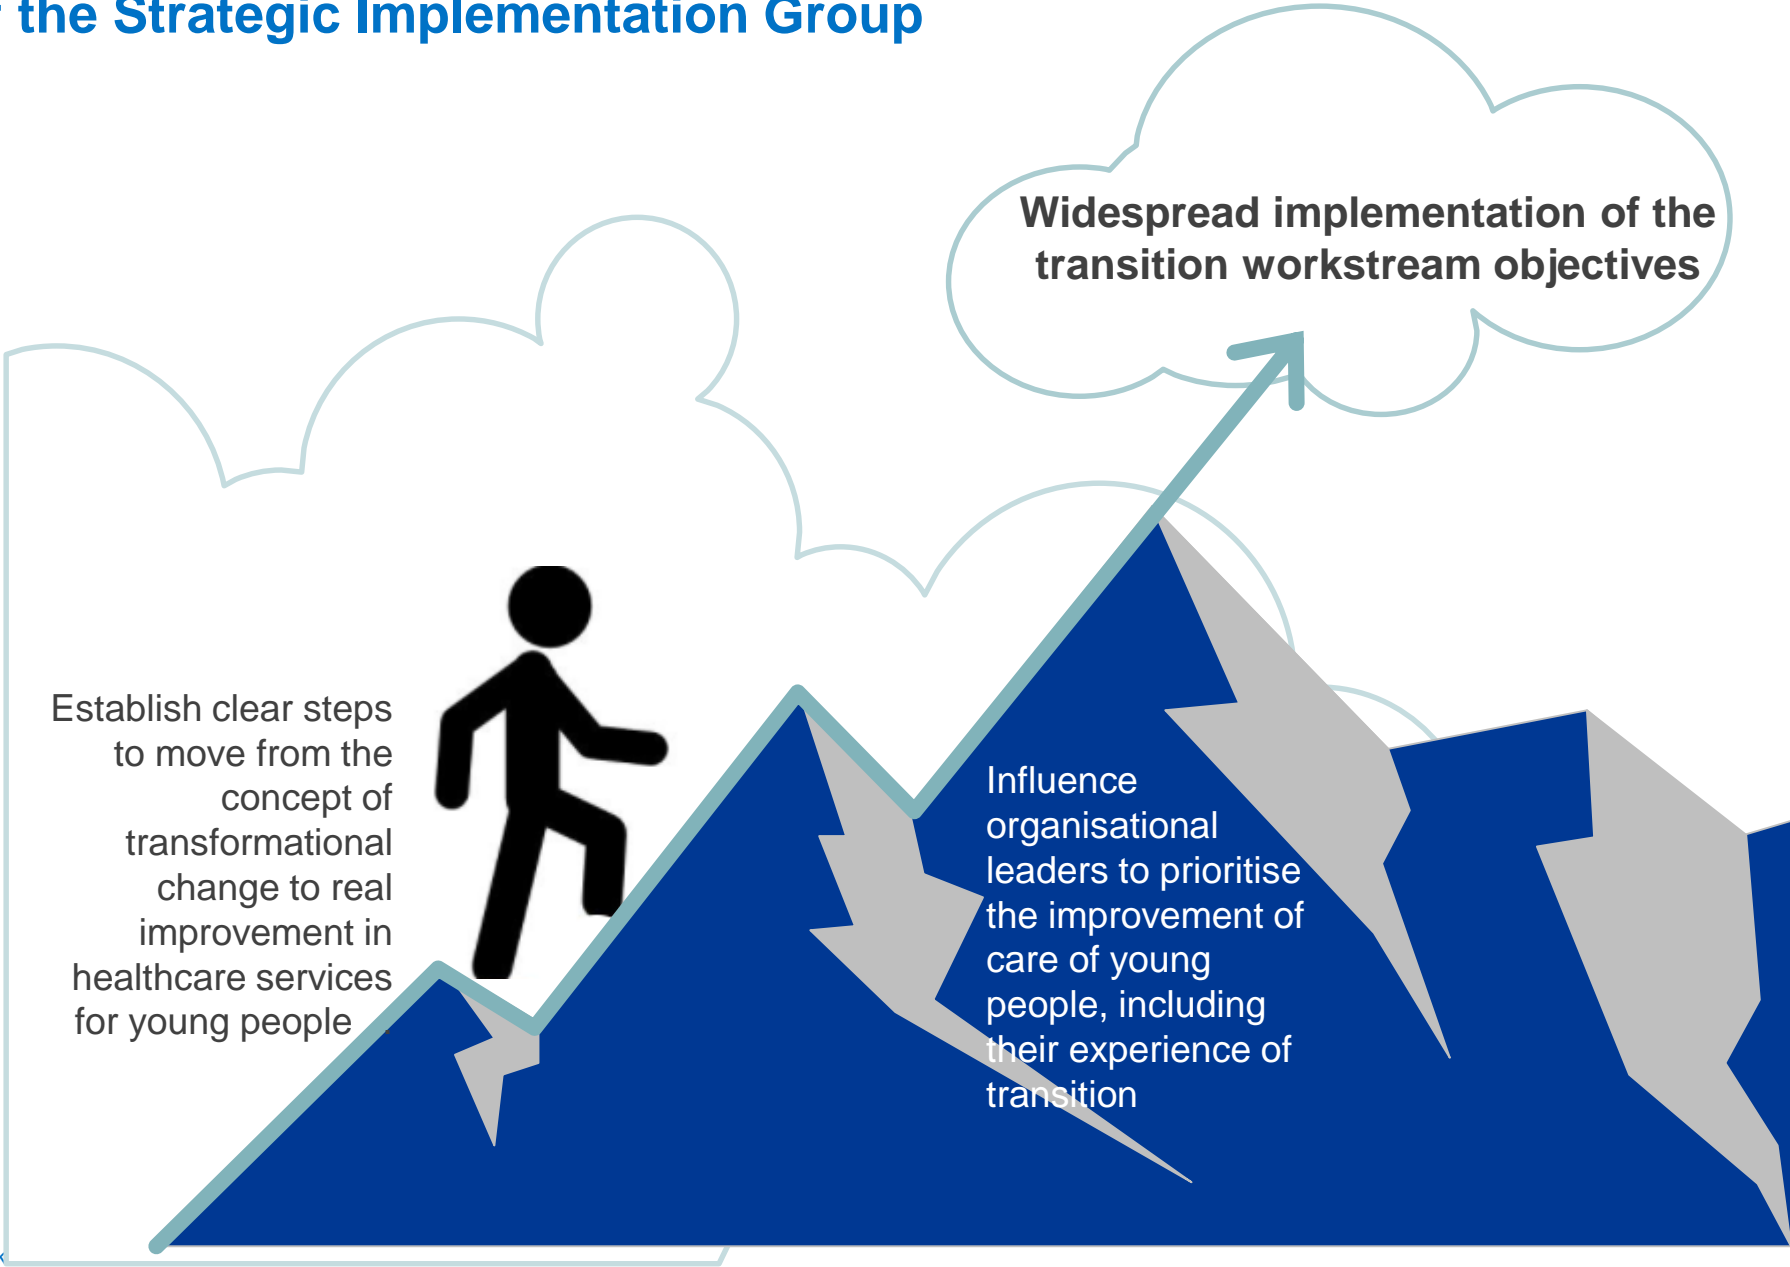 the Strategic Implementation Group
Widespread implementation of the
transition workstream objectives
Establish clear steps
to move from the
concept of
transformational
change to real
improvement in
healthcare services
for young people .
Influence
organisational
leaders to prioritise
the improvement of
care of young
people, including
their experience of
transition